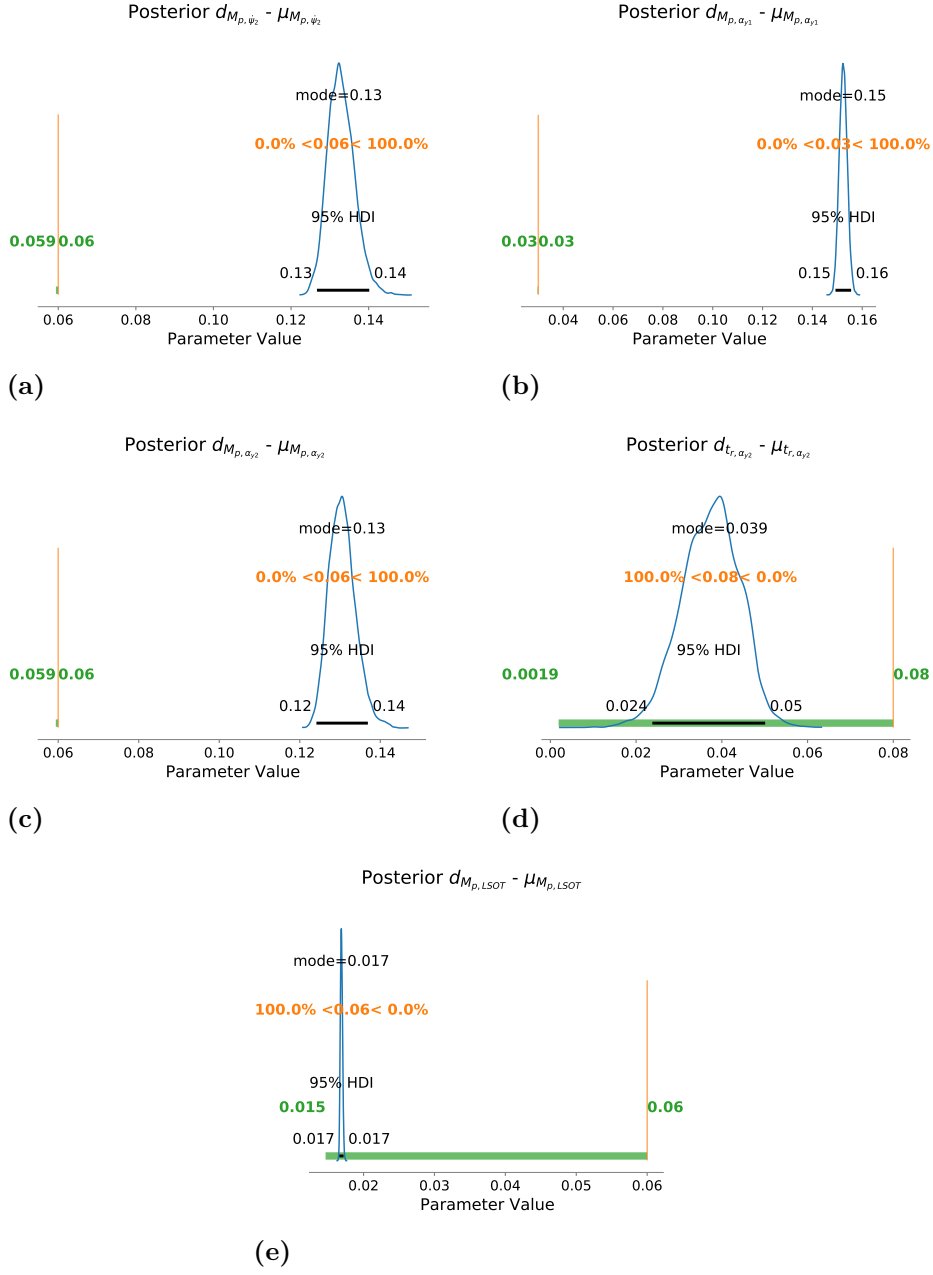 Posterior d_{M_{p,ψ̇_2}} - μ_{M_{p,ψ̇_2}}
mode=0.13
0.0% <0.06< 100.0%
95% HDI
0.059 0.06
0.13 0.14
0.06 0.08 0.10 0.12 0.14
Parameter Value
(a)
Posterior d_{M_{p,α_{y1}}} - μ_{M_{p,α_{y1}}}
mode=0.15
0.0% <0.03< 100.0%
95% HDI
0.03 0.03
0.15 0.16
0.04 0.06 0.08 0.10 0.12 0.14 0.16
Parameter Value
(b)
Posterior d_{M_{p,α_{y2}}} - μ_{M_{p,α_{y2}}}
mode=0.13
0.0% <0.06< 100.0%
95% HDI
0.059 0.06
0.12 0.14
0.06 0.08 0.10 0.12 0.14
Parameter Value
(c)
Posterior d_{t_{r,α_{y2}}} - μ_{t_{r,α_{y2}}}
mode=0.039
100.0% <0.08< 0.0%
95% HDI
0.0019 0.08
0.024 0.05
0.00 0.02 0.04 0.06 0.08
Parameter Value
(d)
Posterior d_{M_{p,LSOT}} - μ_{M_{p,LSOT}}
mode=0.017
100.0% <0.06< 0.0%
95% HDI
0.015 0.06
0.017 0.017
0.02 0.03 0.04 0.05 0.06
Parameter Value
(e)